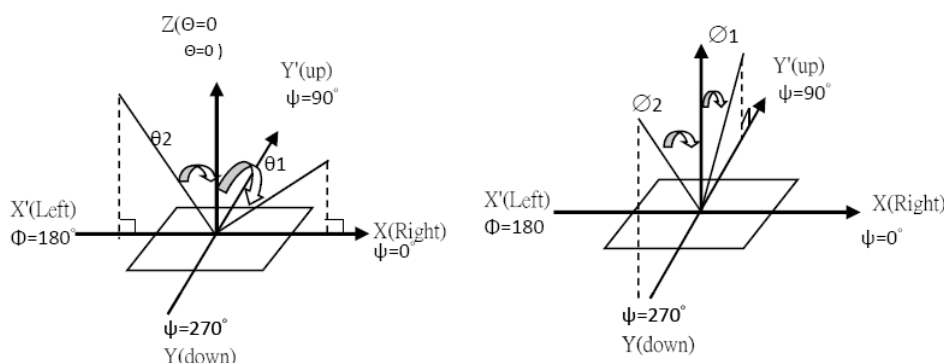 Z(Θ=0
Θ=0 )
Y'(up)
ψ=90°
θ2
θ1
X'(Left)
Φ=180°
X(Right)
ψ=0°
ψ=270°
Y(down)
∅1
Y'(up)
ψ=90°
∅2
X'(Left)
Φ=180
X(Right)
ψ=0°
ψ=270°
Y(down)